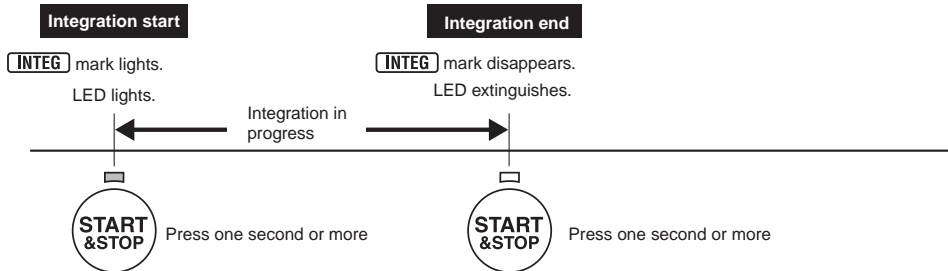 Integration start
Integration end
INTEG mark lights.
INTEG mark disappears.
LED lights.
LED extinguishes.
Integration in
progress
START
&STOP
Press one second or more
START
&STOP
Press one second or more